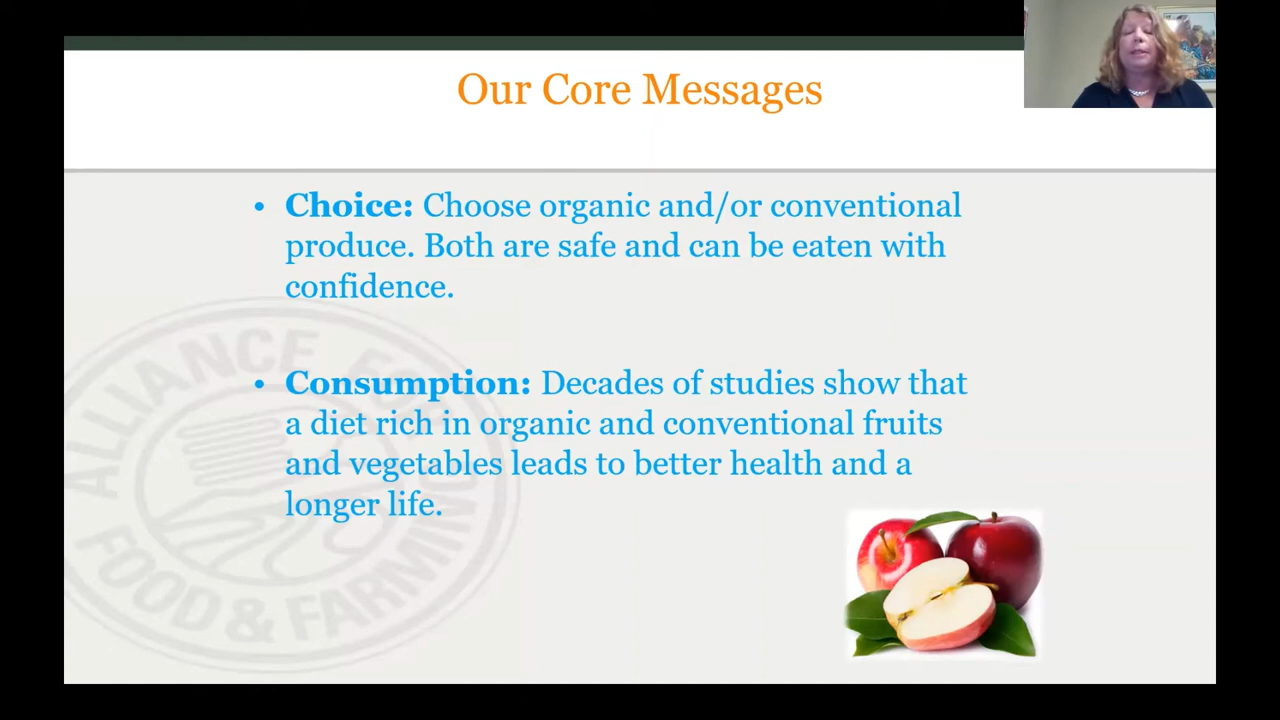 Our Core Messages
• Choice: Choose organic and/or conventional
produce. Both are safe and can be eaten with
confidence.
• Consumption: Decades of studies show that
a diet rich in organic and conventional fruits
and vegetables leads to better health and a
longer life.
ALLIANCE FOR
FOOD & FARMING